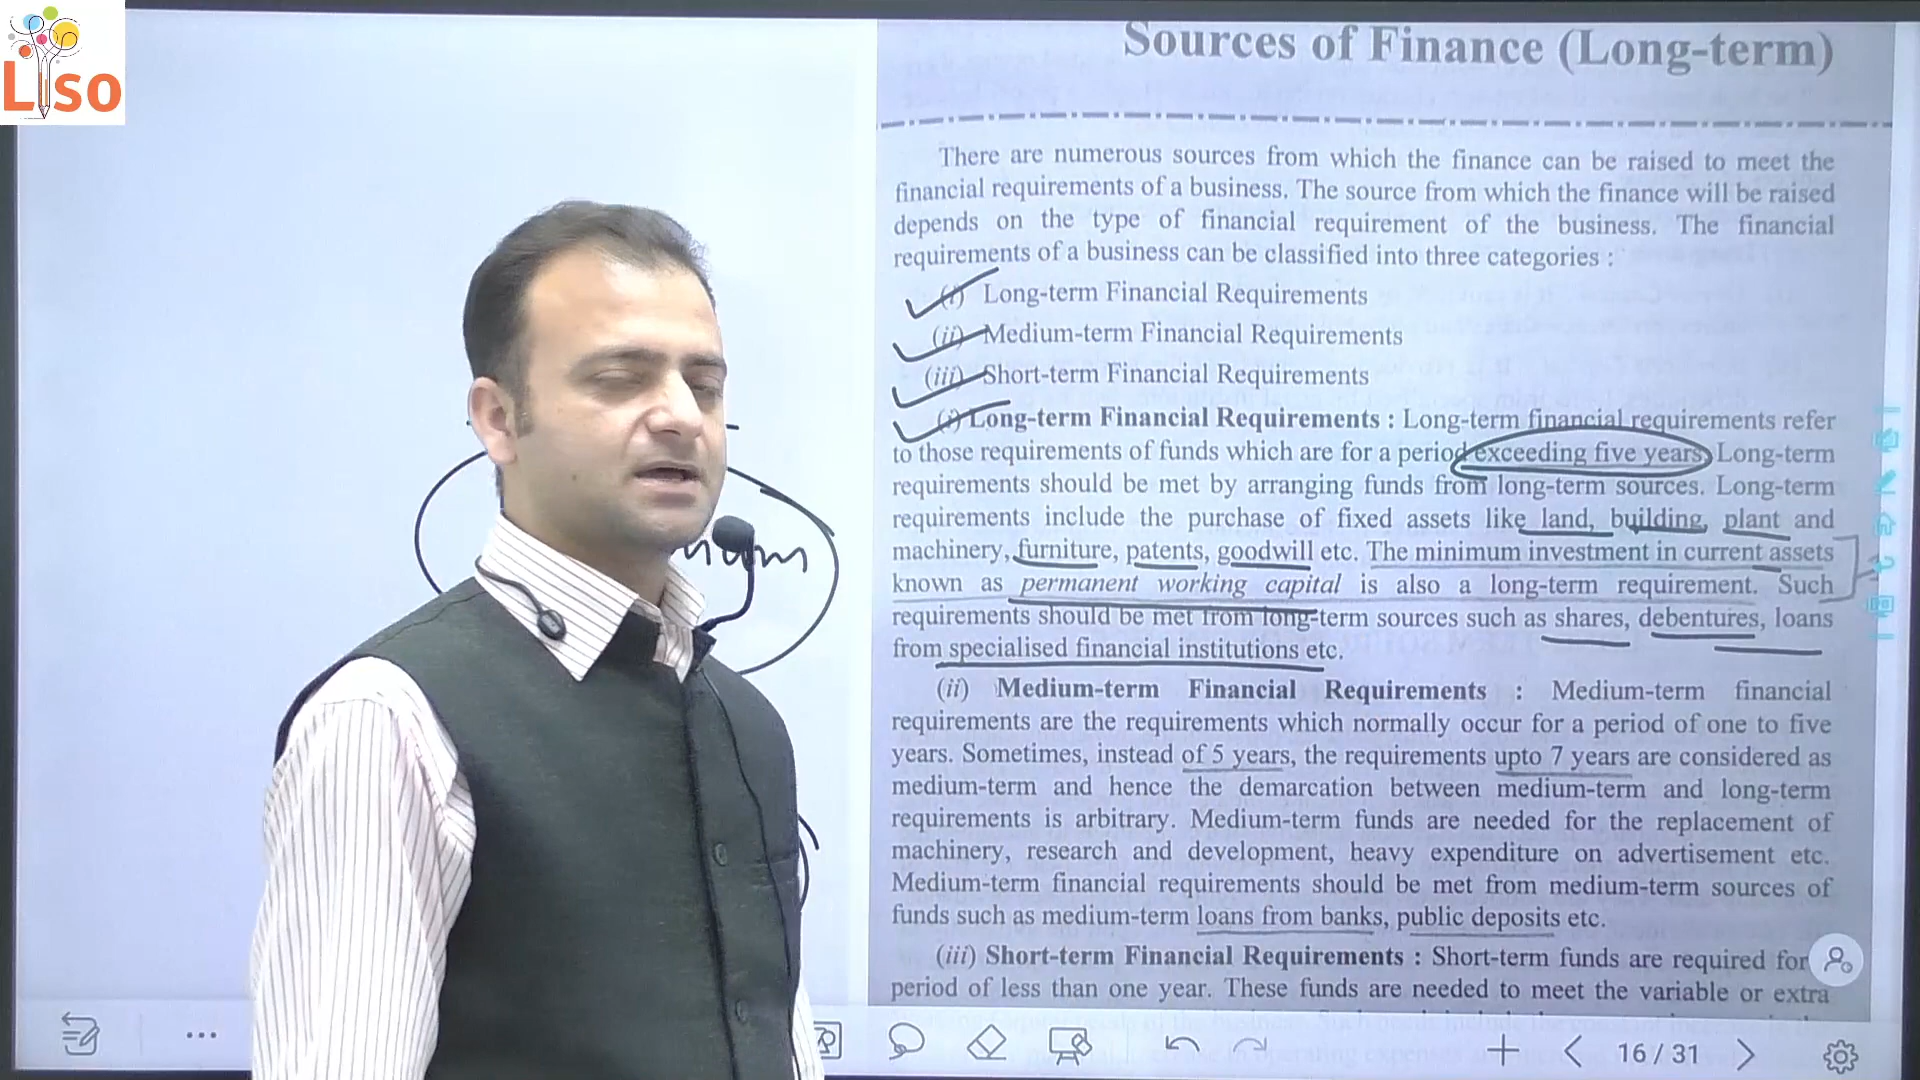 Liso
Sources of Finance (Long-term)
There are numerous sources from which the finance can be raised to meet the
financial requirements of a business. The source from which the finance will be raised
depends on the type of financial requirement of the business. The financial
requirements of a business can be classified into three categories :
(i) Long-term Financial Requirements
(ii) Medium-term Financial Requirements
(iii) Short-term Financial Requirements
(i) Long-term Financial Requirements : Long-term financial requirements refer
to those requirements of funds which are for a period exceeding five years. Long-term
requirements should be met by arranging funds from long-term sources. Long-term
requirements include the purchase of fixed assets like land, building, plant and
machinery, furniture, patents, goodwill etc. The minimum investment in current assets
known as permanent working capital is also a long-term requirement. Such
requirements should be met from long-term sources such as shares, debentures, loans
from specialised financial institutions etc.
(ii) Medium-term Financial Requirements : Medium-term financial
requirements are the requirements which normally occur for a period of one to five
years. Sometimes, instead of 5 years, the requirements upto 7 years are considered as
medium-term and hence the demarcation between medium-term and long-term
requirements is arbitrary. Medium-term funds are needed for the replacement of
machinery, research and development, heavy expenditure on advertisement etc.
Medium-term financial requirements should be met from medium-term sources of
funds such as medium-term loans from banks, public deposits etc.
(iii) Short-term Financial Requirements : Short-term funds are required for
period of less than one year. These funds are needed to meet the variable or extra
16 / 31